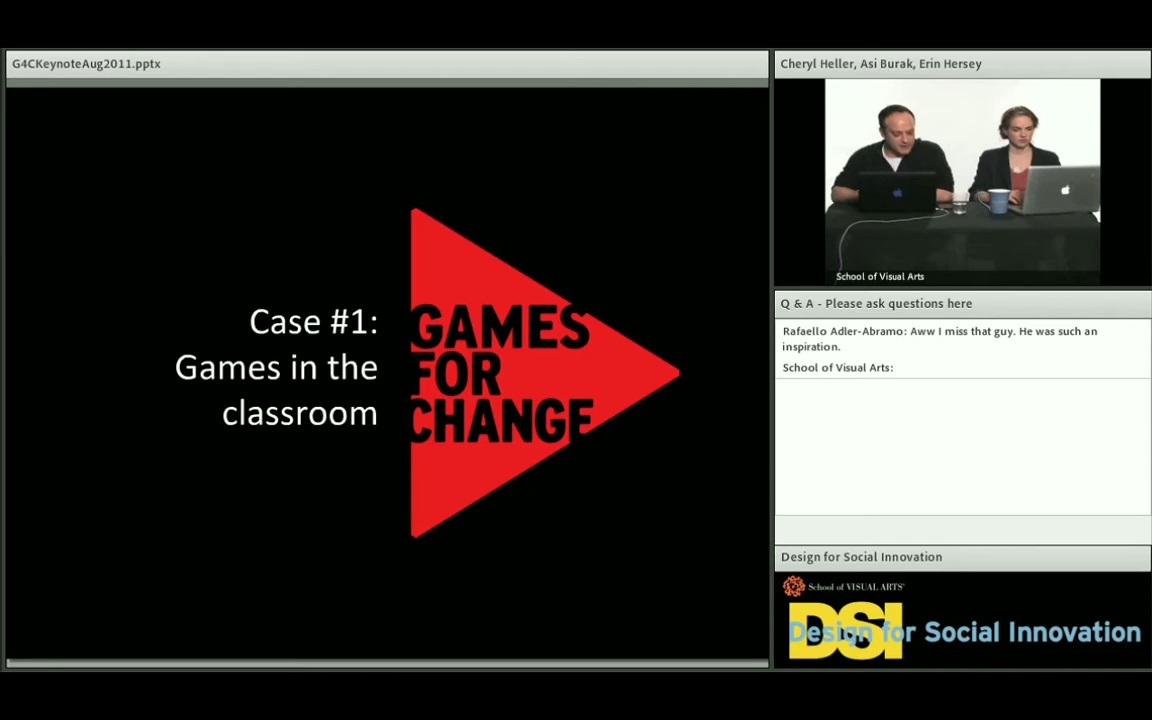 G4CKeynoteAug2011.pptx
Case #1:
Games in the
classroom
GAMES
FOR
CHANGE
Cheryl Heller, Asi Burak, Erin Hersey
School of Visual Arts
Q & A - Please ask questions here
Rafaello Adler-Abramo: Aww I miss that guy. He was such an
inspiration.
School of Visual Arts:
Design for Social Innovation
School of VISUAL ARTS®
DSI
Design for Social Innovation